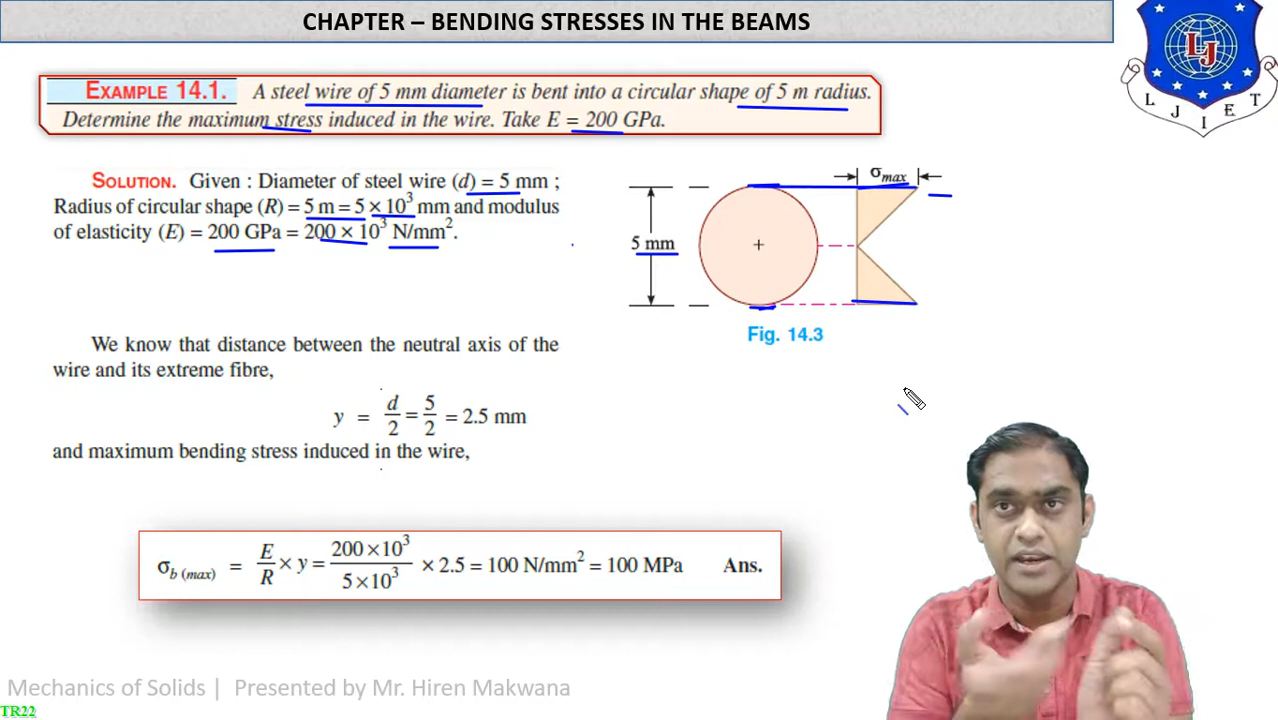 CHAPTER – BENDING STRESSES IN THE BEAMS
LJ
L J I E T
EXAMPLE 14.1. A steel wire of 5 mm diameter is bent into a circular shape of 5 m radius.
Determine the maximum stress induced in the wire. Take E = 200 GPa.
SOLUTION. Given : Diameter of steel wire (d) = 5 mm ;
Radius of circular shape (R) = 5 m = 5 × 10³ mm and modulus
of elasticity (E) = 200 GPa = 200 × 10³ N/mm².
σmax
5 mm
Fig. 14.3
We know that distance between the neutral axis of the
wire and its extreme fibre,
y = d/2 = 5/2 = 2.5 mm
and maximum bending stress induced in the wire,
σb (max) = E/R × y = 200 × 10³/5 × 10³ × 2.5 = 100 N/mm² = 100 MPa Ans.
Mechanics of Solids | Presented by Mr. Hiren Makwana
TR22